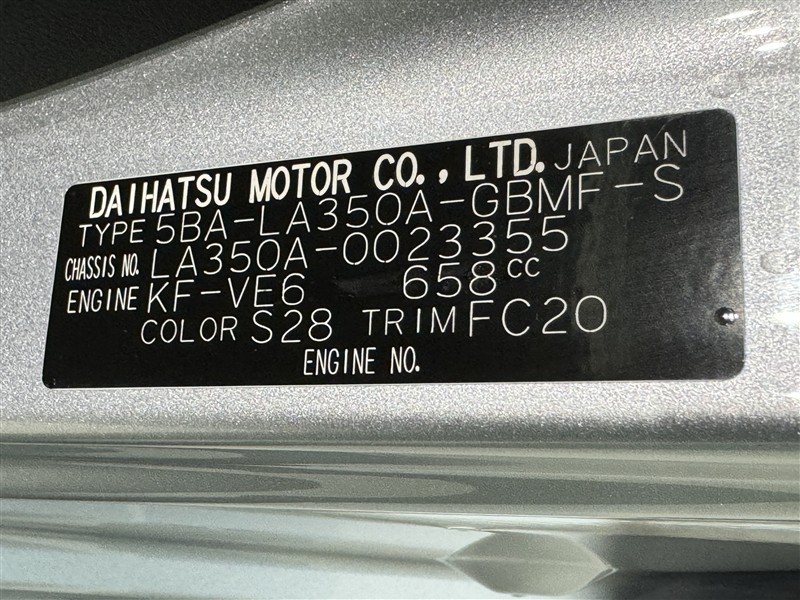 DAIHATSU MOTOR CO., LTD. JAPAN
TYPE 5BA-LA350A-GBMF-S
CHASSIS NO. LA350A-0023355
ENGINE KF-VE6 658cc
COLOR S28 TRIM FC20
ENGINE NO.